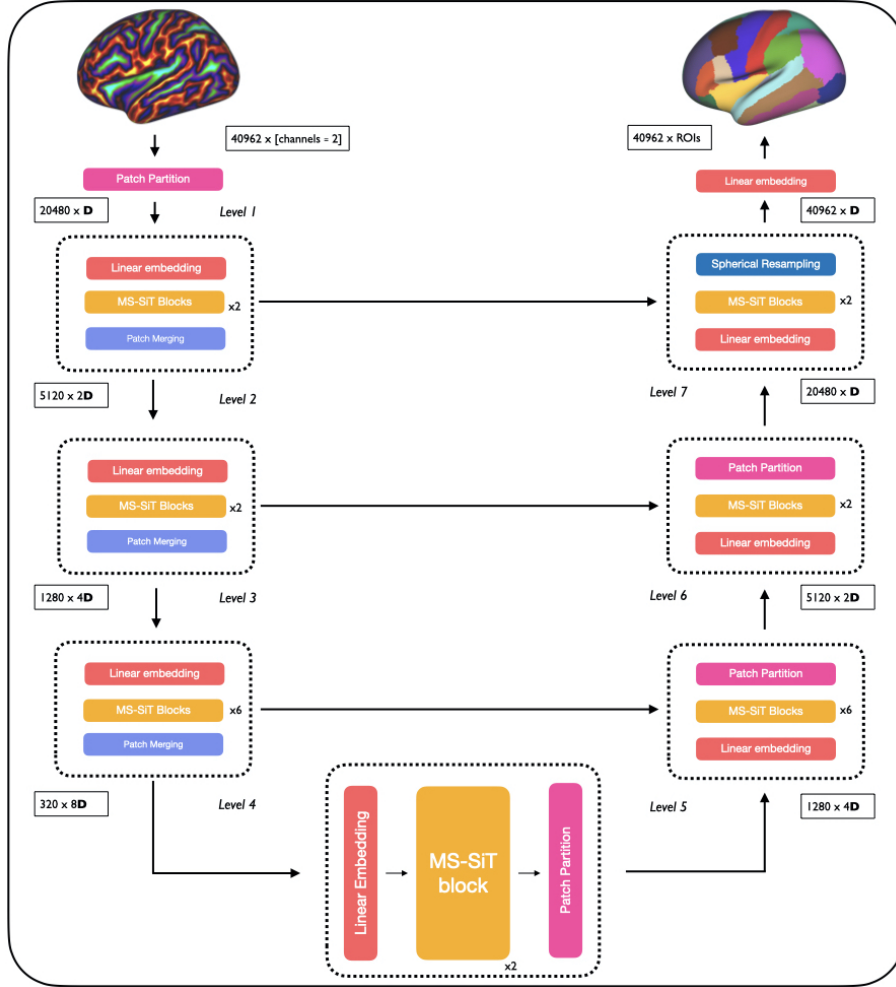 40962 x [channels = 2]
Patch Partition
20480 x D
Level 1
Linear embedding
MS-SiT Blocks
x2
Patch Merging
5120 x 2D
Level 2
Linear embedding
MS-SiT Blocks
x2
Patch Merging
1280 x 4D
Level 3
Linear embedding
MS-SiT Blocks
x6
Patch Merging
320 x 8D
Level 4
Linear Embedding
MS-SiT
block
x2
Patch Partition
Level 5
1280 x 4D
Patch Partition
MS-SiT Blocks
x6
Linear embedding
Level 6
5120 x 2D
Patch Partition
MS-SiT Blocks
x2
Linear embedding
Level 7
20480 x D
Spherical Resampling
MS-SiT Blocks
x2
Linear embedding
40962 x D
Linear embedding
40962 x ROIs